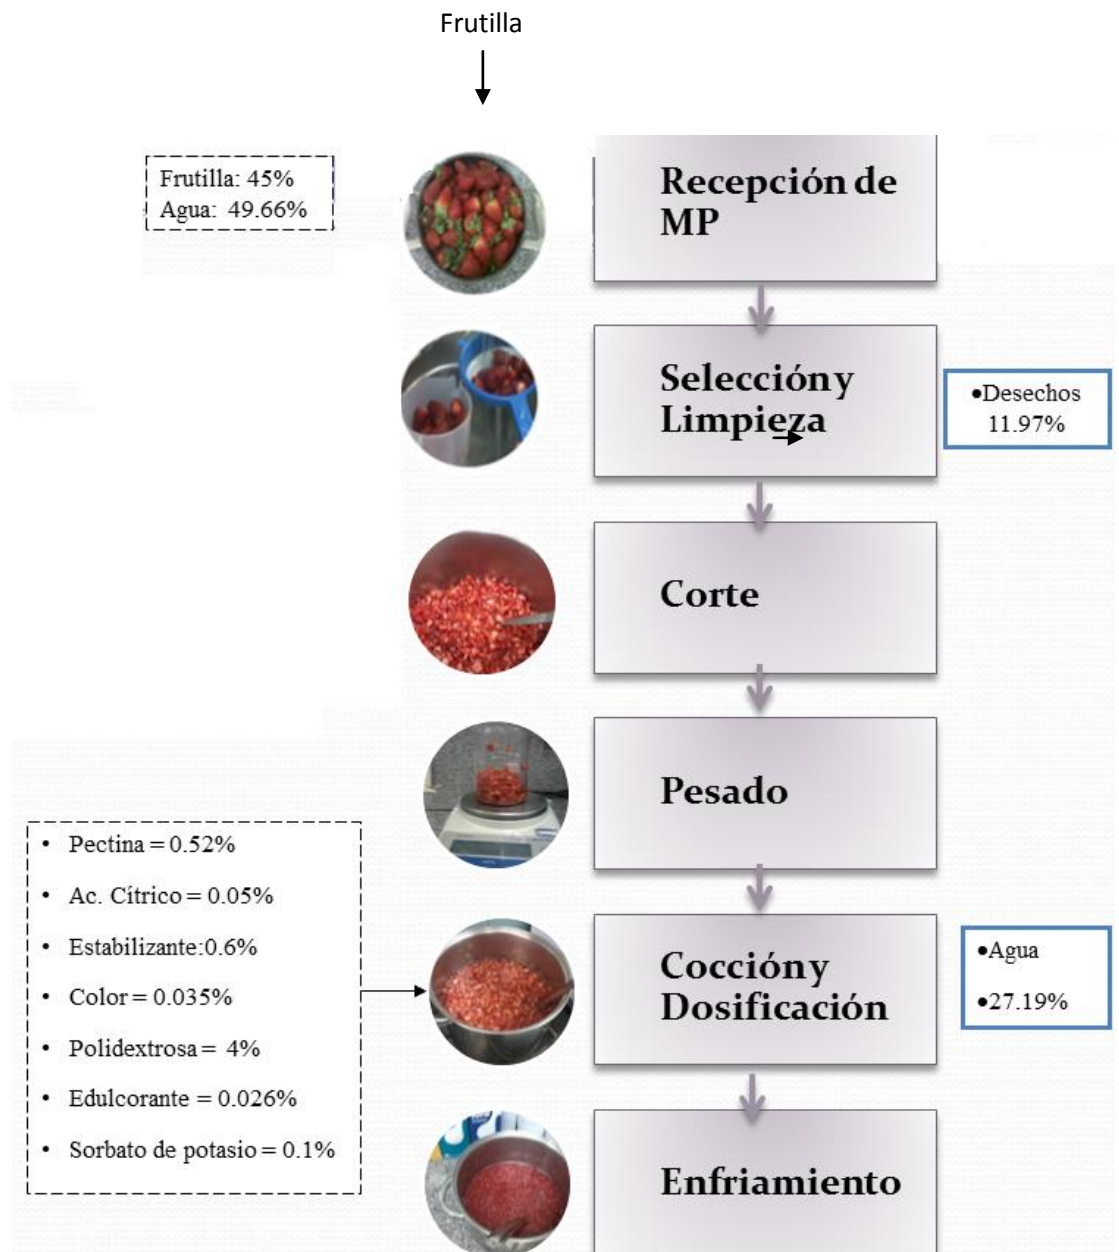 Frutilla
Frutilla: 45%
Agua: 49.66%
Recepción de
MP
Selección y
Limpieza
•Desechos
11.97%
Corte
Pesado
• Pectina = 0.52%
• Ac. Cítrico = 0.05%
• Estabilizante:0.6%
• Color = 0.035%
• Polidextrosa = 4%
• Edulcorante = 0.026%
• Sorbato de potasio = 0.1%
Cocción y
Dosificación
•Agua
•27.19%
Enfriamiento